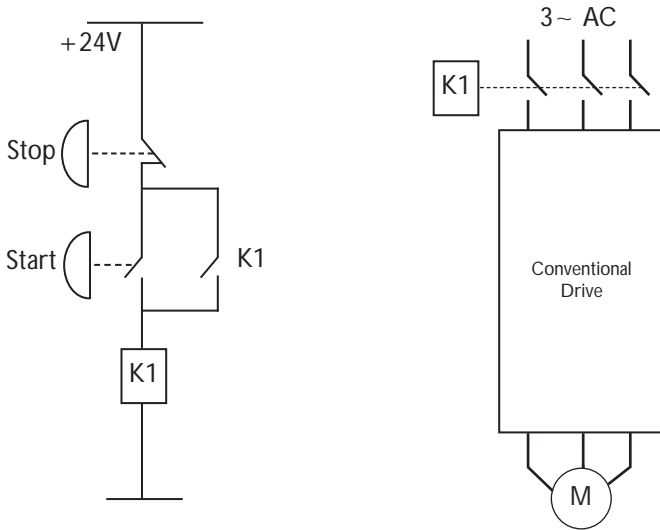 +24V
Stop
Start
K1
K1
3~ AC
K1
Conventional
Drive
M